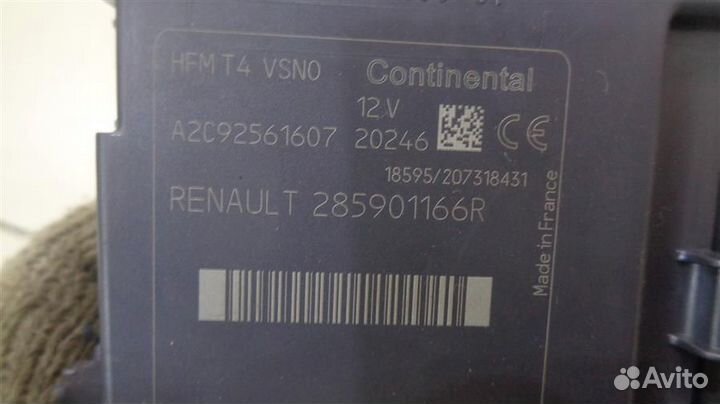 HFM T4 VSN0 Continental
12V
A2C92561607 20246 CE
18595/207318431
RENAULT 285901166R
Made in France
Avito